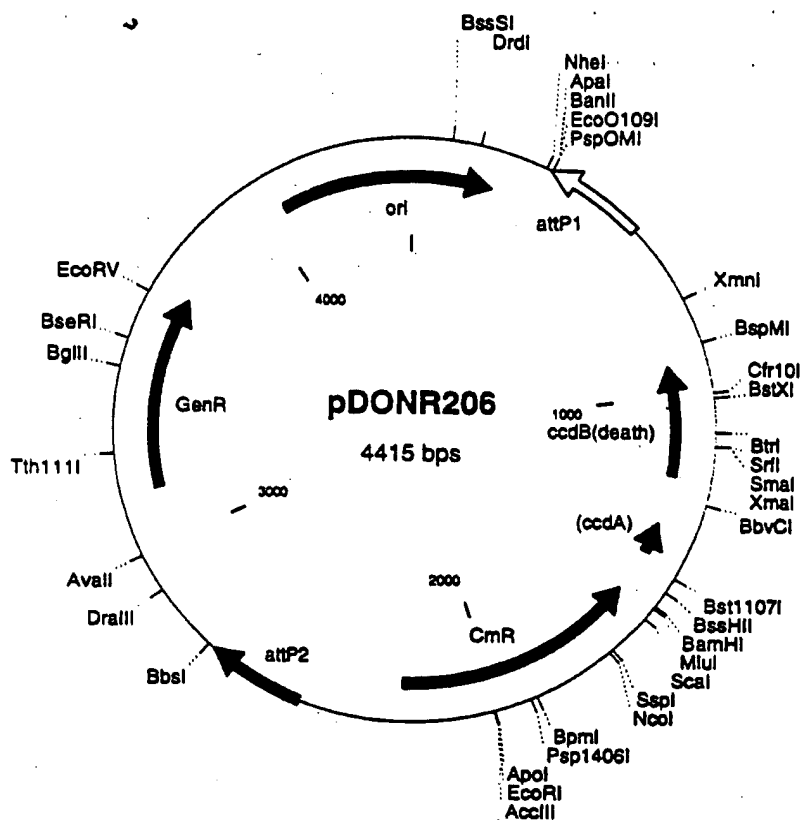 BssSI
DrdI
NheI
ApaI
BanII
EcoO109I
PspOMI
ori
attP1
EcoRV
4000
XmnI
BseRI
BspMI
BglII
Cfr10I
GenR
pDONR206
1000
BstXI
ccdB(death)
4415 bps
BtrI
Tth111I
SrfI
SmaI
3000
XmaI
(ccdA)
BbvCI
AvaII
2000
DraIII
Bst1107I
CmR
BssHII
BamHI
attP2
MluI
BbsI
ScaI
SspI
NcoI
BpmI
Psp1406I
ApoI
EcoRI
AccIII